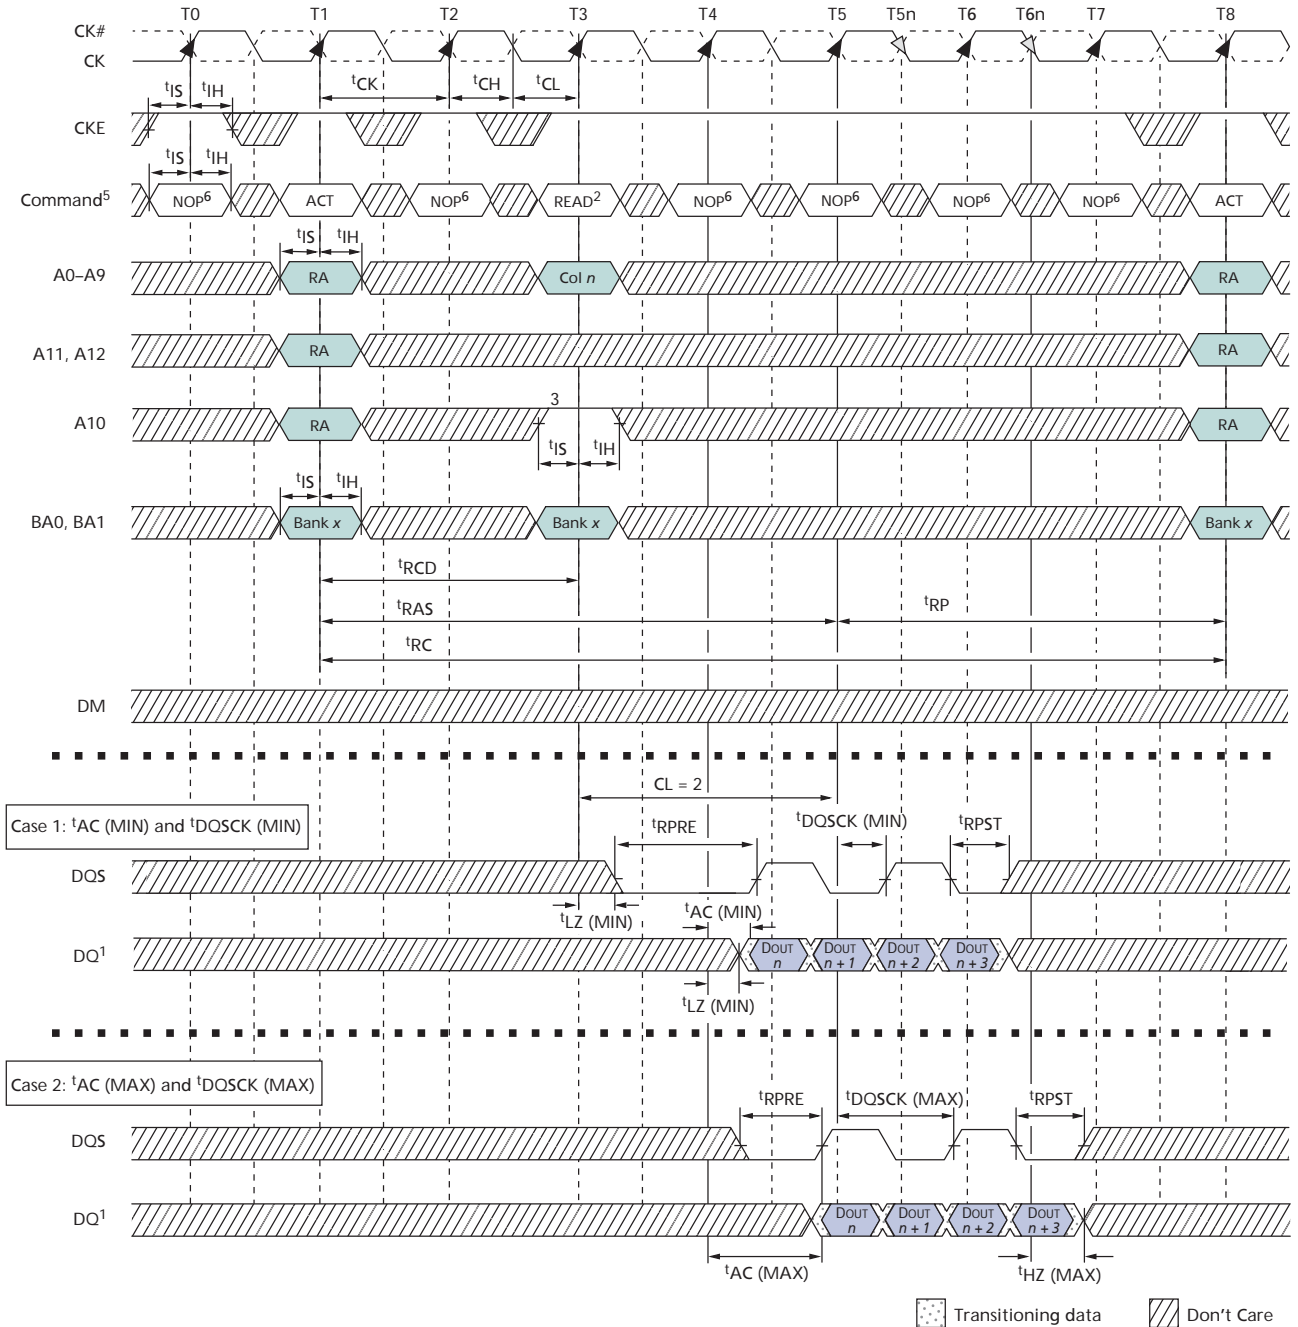 T0 T1 T2 T3 T4 T5 T5n T6 T6n T7 T8
CK#
CK
tCK tCH tCL
tIS tIH
CKE
tIS tIH
Command5 NOP6 ACT NOP6 READ2 NOP6 NOP6 NOP6 NOP6 ACT
tIS tIH
A0–A9 RA Col n RA
A11, A12 RA RA
3
A10 RA RA
tIS tIH
tIS tIH
BA0, BA1 Bank x Bank x Bank x
tRCD
tRAS tRP
tRC
DM
CL = 2
Case 1: tAC (MIN) and tDQSCK (MIN)
tRPRE tDQSCK (MIN) tRPST
DQS
tLZ (MIN) tAC (MIN)
DQ1 DOUT n DOUT n + 1 DOUT n + 2 DOUT n + 3
tLZ (MIN)
Case 2: tAC (MAX) and tDQSCK (MAX)
tRPRE tDQSCK (MAX) tRPST
DQS
DQ1 DOUT n DOUT n + 1 DOUT n + 2 DOUT n + 3
tAC (MAX) tHZ (MAX)
Transitioning data Don't Care